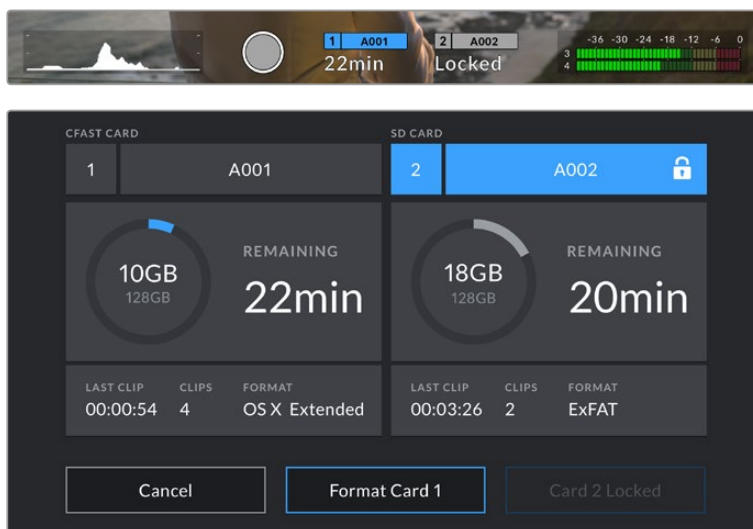 1 A001 2 A002
22min Locked
-36 -30 -24 -18 -12 -6 0
3
4
CFAST CARD SD CARD
1 A001 2 A002
10GB
128GB
REMAINING
22min
18GB
128GB
REMAINING
20min
LAST CLIP CLIPS FORMAT
00:00:54 4 OS X Extended
LAST CLIP CLIPS FORMAT
00:03:26 2 ExFAT
Cancel Format Card 1 Card 2 Locked